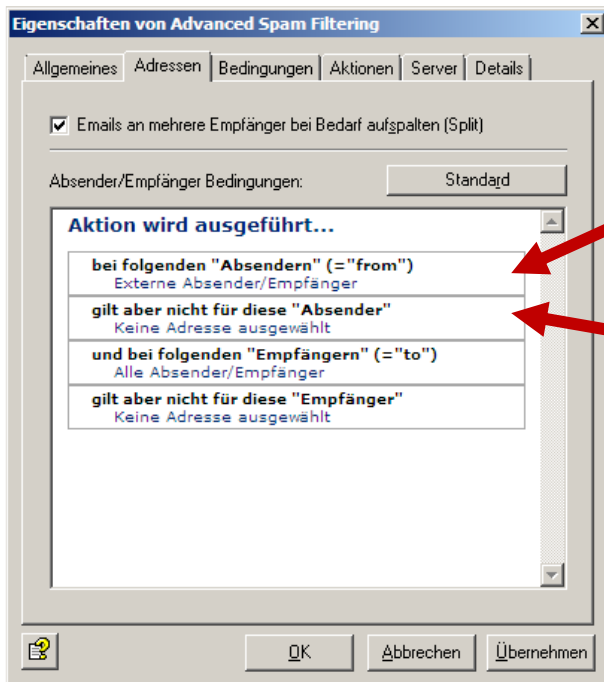 Eigenschaften von Advanced Spam Filtering
Allgemeines Adressen Bedingungen Aktionen Server Details
Emails an mehrere Empfänger bei Bedarf aufspalten (Split)
Absender/Empfänger Bedingungen: Standard
Aktion wird ausgeführt...
bei folgenden "Absendern" (="from")
Externe Absender/Empfänger
gilt aber nicht für diese "Absender"
Keine Adresse ausgewählt
und bei folgenden "Empfängern" (="to")
Alle Absender/Empfänger
gilt aber nicht für diese "Empfänger"
Keine Adresse ausgewählt
OK Abbrechen Übernehmen